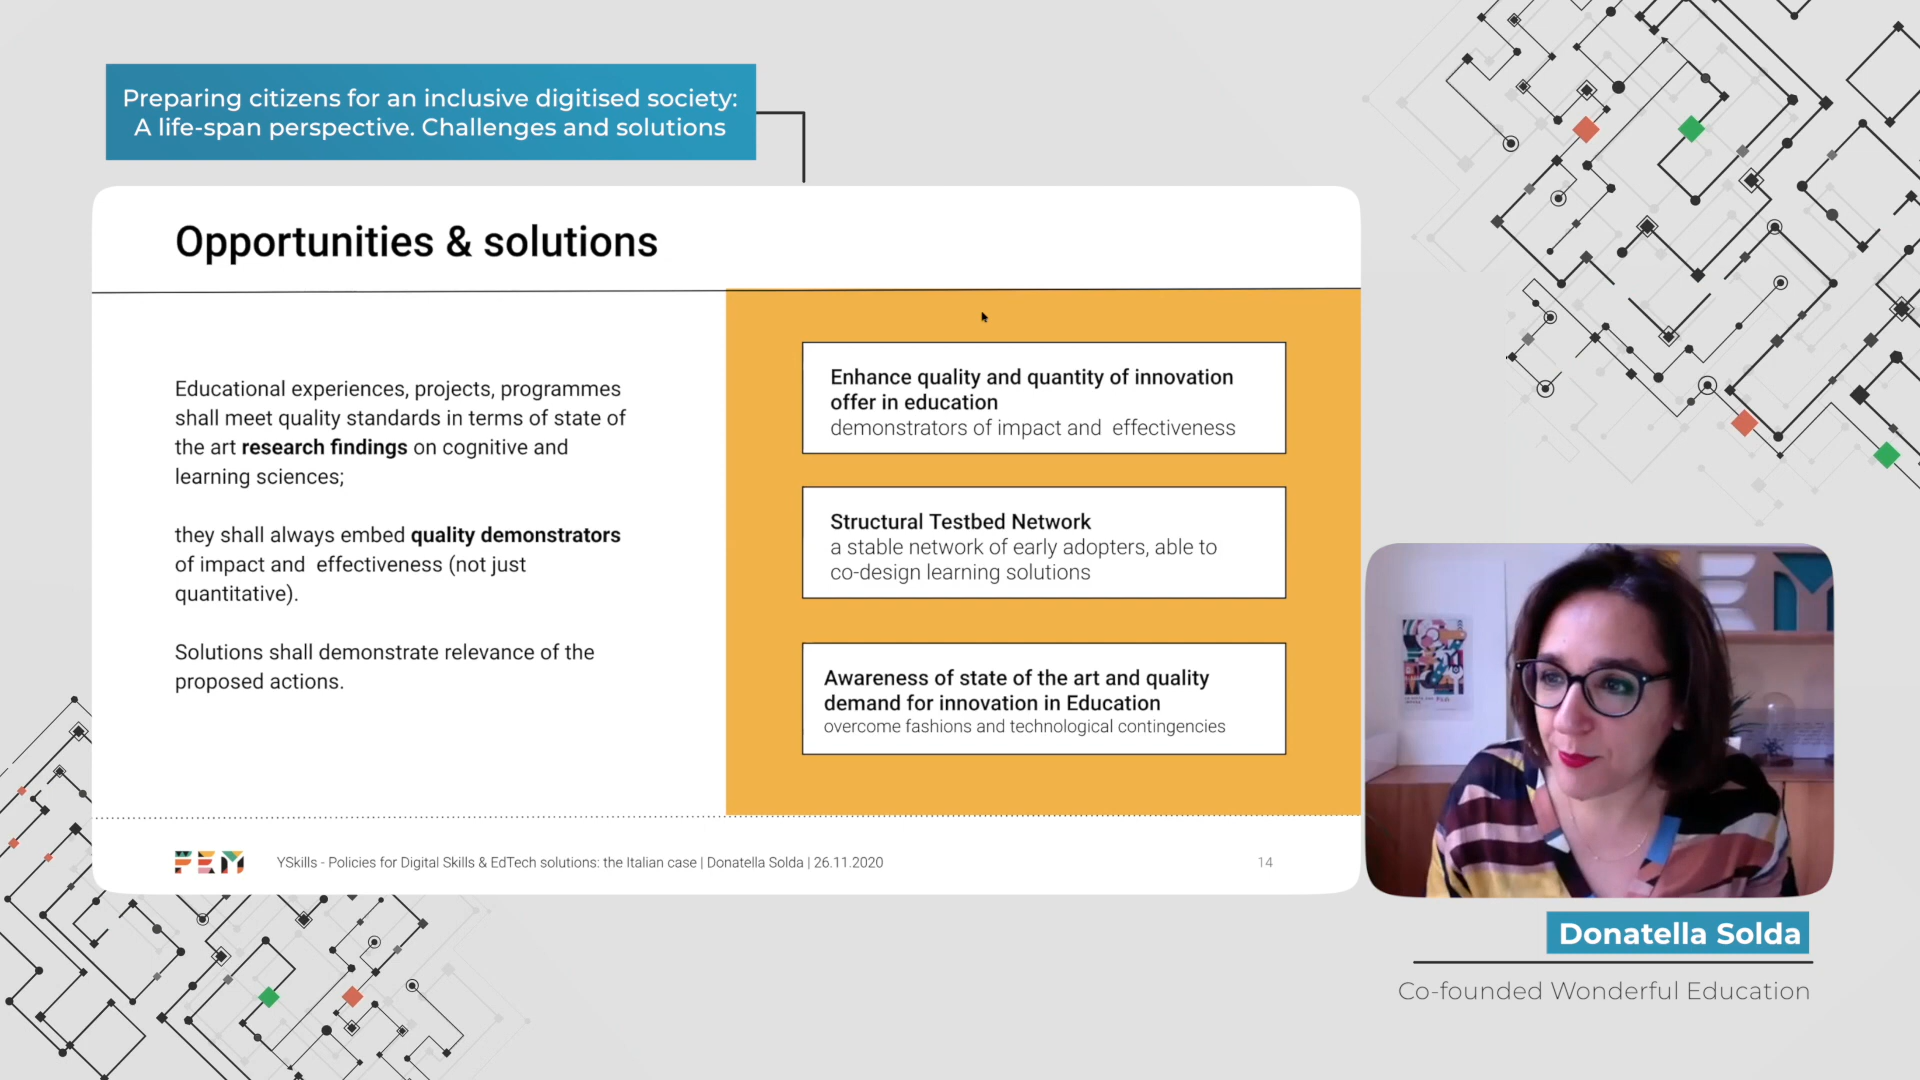 Preparing citizens for an inclusive digitised society:
A life-span perspective. Challenges and solutions
Opportunities & solutions
Educational experiences, projects, programmes
shall meet quality standards in terms of state of
the art research findings on cognitive and
learning sciences;
they shall always embed quality demonstrators
of impact and  effectiveness (not just
quantitative).
Solutions shall demonstrate relevance of the
proposed actions.
Enhance quality and quantity of innovation
offer in education
demonstrators of impact and  effectiveness
Structural Testbed Network
a stable network of early adopters, able to
co-design learning solutions
Awareness of state of the art and quality
demand for innovation in Education
overcome fashions and technological contingencies
FEM
YSkills - Policies for Digital Skills & EdTech solutions: the Italian case | Donatella Solda | 26.11.2020
14
Donatella Solda
Co-founded Wonderful Education